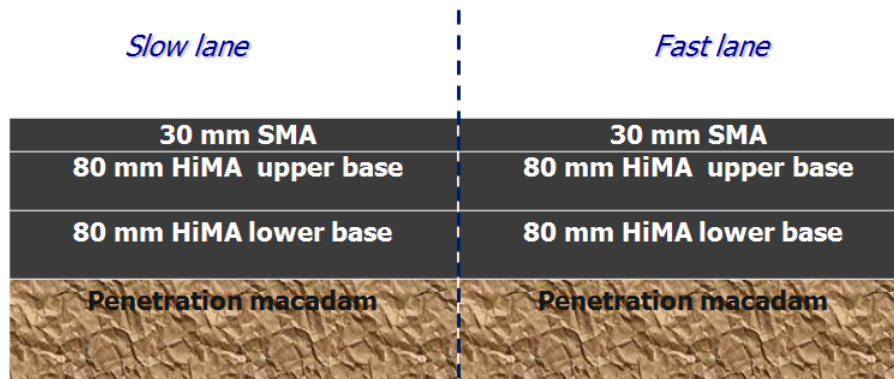 Slow lane
Fast lane
30 mm SMA
30 mm SMA
80 mm HiMA upper base
80 mm HiMA upper base
80 mm HiMA lower base
80 mm HiMA lower base
Penetration macadam
Penetration macadam